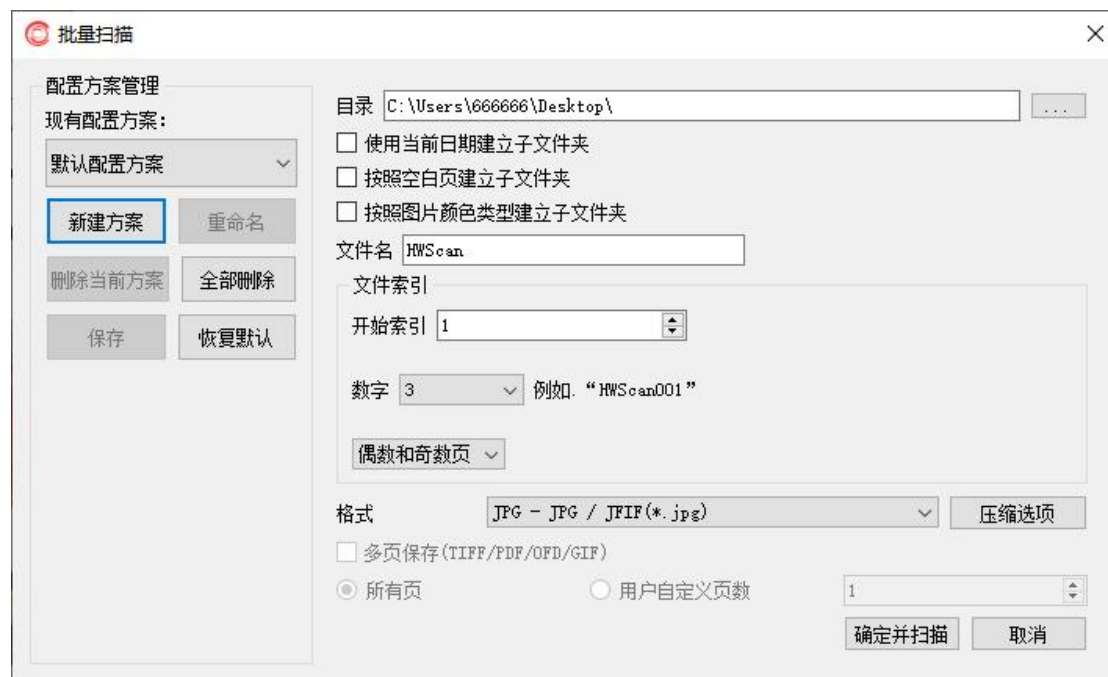 批量扫描
配置方案管理
现有配置方案:
默认配置方案
新建方案 重命名
删除当前方案 全部删除
保存 恢复默认
目录 C:\Users\666666\Desktop\ ...
使用当前日期建立子文件夹
按照空白页建立子文件夹
按照图片颜色类型建立子文件夹
文件名 HWScan
文件索引
开始索引 1
数字 3 例如.“HWScan001”
偶数和奇数页
格式 JPG - JPG / JFIF(*.jpg) 压缩选项
多页保存(TIFF/PDF/OFD/GIF)
所有页 用户自定义页数 1
确定并扫描 取消